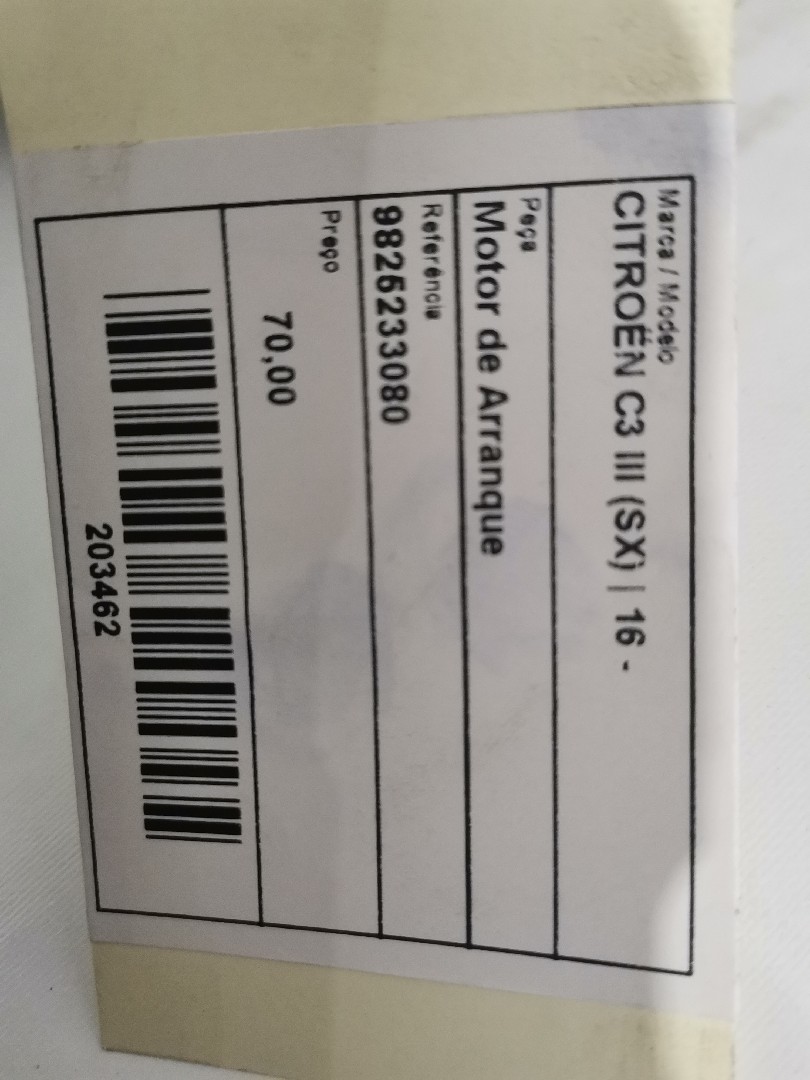 Marca / Modelo
CITROËN C3 III (SX) | 16 -
Peça
Motor de Arranque
Referência
9826233080
Preço
70,00
203462